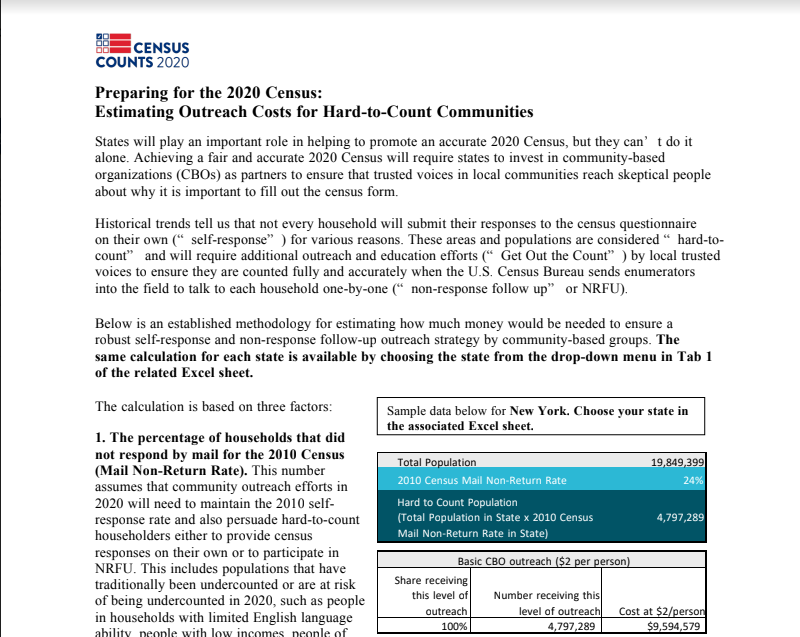 CENSUS
COUNTS 2020
Preparing for the 2020 Census:
Estimating Outreach Costs for Hard-to-Count Communities
States will play an important role in helping to promote an accurate 2020 Census, but they can’ t do it
alone. Achieving a fair and accurate 2020 Census will require states to invest in community-based
organizations (CBOs) as partners to ensure that trusted voices in local communities reach skeptical people
about why it is important to fill out the census form.
Historical trends tell us that not every household will submit their responses to the census questionnaire
on their own (“ self-response” ) for various reasons. These areas and populations are considered “ hard-to-
count” and will require additional outreach and education efforts (“ Get Out the Count” ) by local trusted
voices to ensure they are counted fully and accurately when the U.S. Census Bureau sends enumerators
into the field to talk to each household one-by-one (“ non-response follow up” or NRFU).
Below is an established methodology for estimating how much money would be needed to ensure a
robust self-response and non-response follow-up outreach strategy by community-based groups. The
same calculation for each state is available by choosing the state from the drop-down menu in Tab 1
of the related Excel sheet.
The calculation is based on three factors:
1. The percentage of households that did
not respond by mail for the 2010 Census
(Mail Non-Return Rate). This number
assumes that community outreach efforts in
2020 will need to maintain the 2010 self-
response rate and also persuade hard-to-count
householders either to provide census
responses on their own or to participate in
NRFU. This includes populations that have
traditionally been undercounted or are at risk
of being undercounted in 2020, such as people
in households with limited English language
ability, people with low incomes, people of
Sample data below for New York. Choose your state in
the associated Excel sheet.
Total Population 19,849,399
2010 Census Mail Non-Return Rate 24%
Hard to Count Population
(Total Population in State x 2010 Census 4,797,289
Mail Non-Return Rate in State)
Basic CBO outreach ($2 per person)
Share receiving
this level of Number receiving this
outreach level of outreach Cost at $2/person
100% 4,797,289 $9,594,579